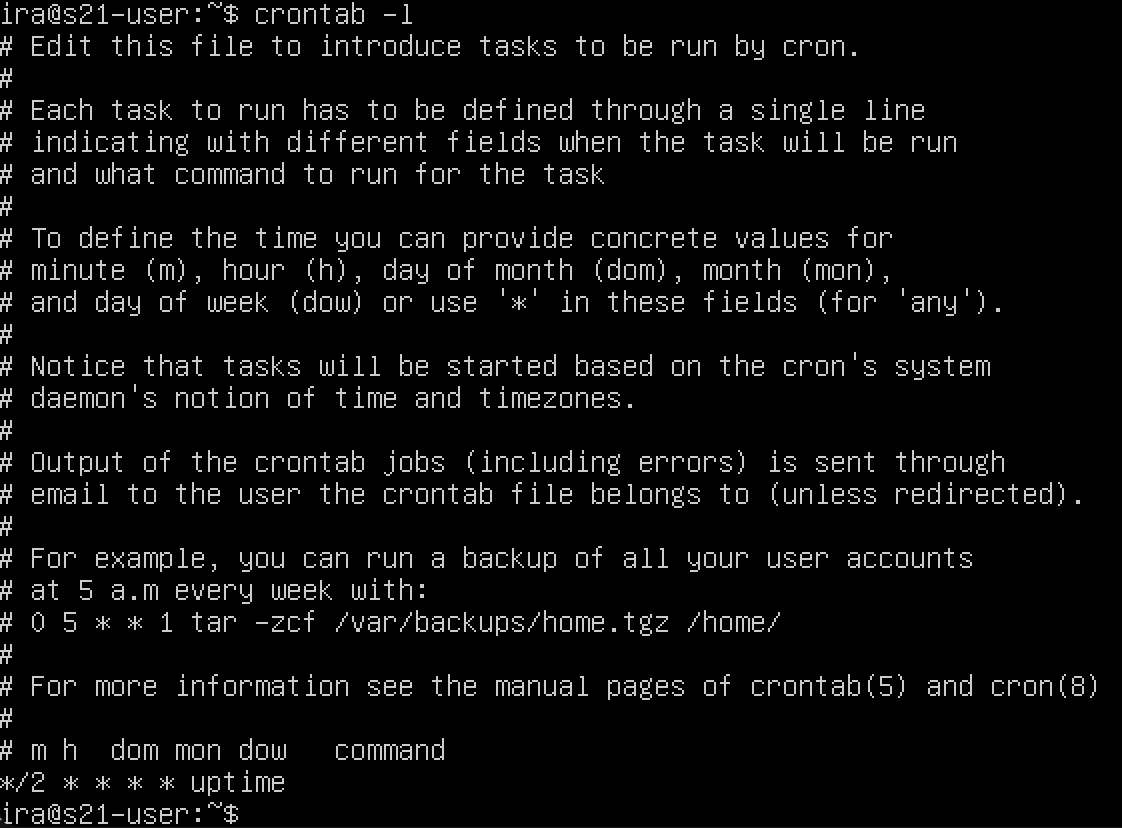 ira@s21-user:~$ crontab -l
# Edit this file to introduce tasks to be run by cron.
#
# Each task to run has to be defined through a single line
# indicating with different fields when the task will be run
# and what command to run for the task
#
# To define the time you can provide concrete values for
# minute (m), hour (h), day of month (dom), month (mon),
# and day of week (dow) or use '*' in these fields (for 'any').
#
# Notice that tasks will be started based on the cron's system
# daemon's notion of time and timezones.
#
# Output of the crontab jobs (including errors) is sent through
# email to the user the crontab file belongs to (unless redirected).
#
# For example, you can run a backup of all your user accounts
# at 5 a.m every week with:
# 0 5 * * 1 tar -zcf /var/backups/home.tgz /home/
#
# For more information see the manual pages of crontab(5) and cron(8)
#
# m h  dom mon dow   command
*/2 * * * * uptime
ira@s21-user:~$